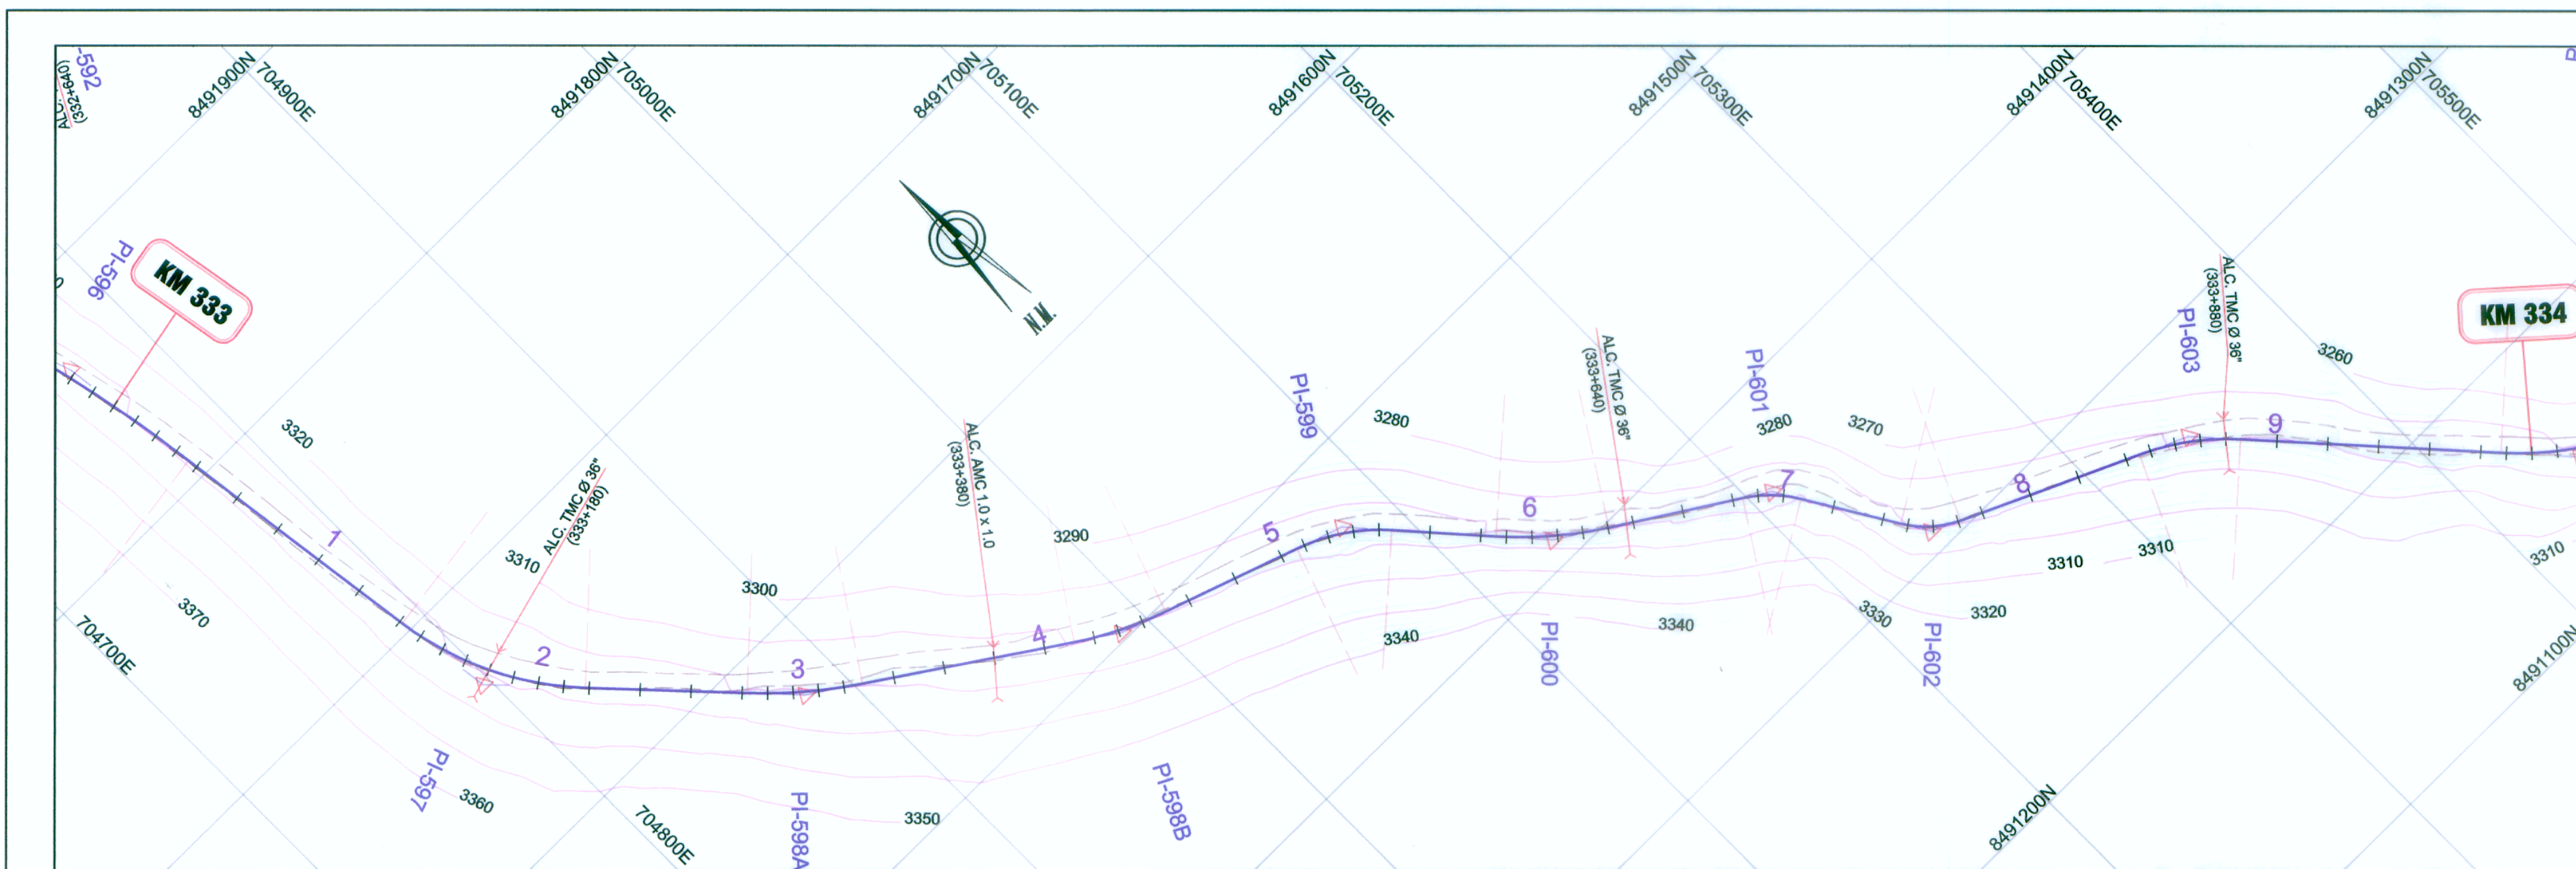 -592
(332+640)
8491900N
704900E
8491800N
705000E
8491700N
705100E
8491600N
705200E
8491500N
705300E
8491400N
705400E
8491300N
705500E
PI-596
KM 333
N.M.
3320
1
3370
704700E
ALC. TMC Ø 36"
(333+180)
3310
2
PI-597
3360
704800E
3300
3
PI-598A
3350
ALC. AMC 1.0 x 1.0
(333+380)
3290
4
PI-598B
5
PI-599
3280
3340
6
PI-600
ALC. TMC Ø 36"
(333+640)
3340
PI-601
3280
7
3270
3330
PI-602
3320
8
3310
3310
8491200N
PI-603
ALC. TMC Ø 36"
(333+880)
9
3260
KM 334
3310
8491100N